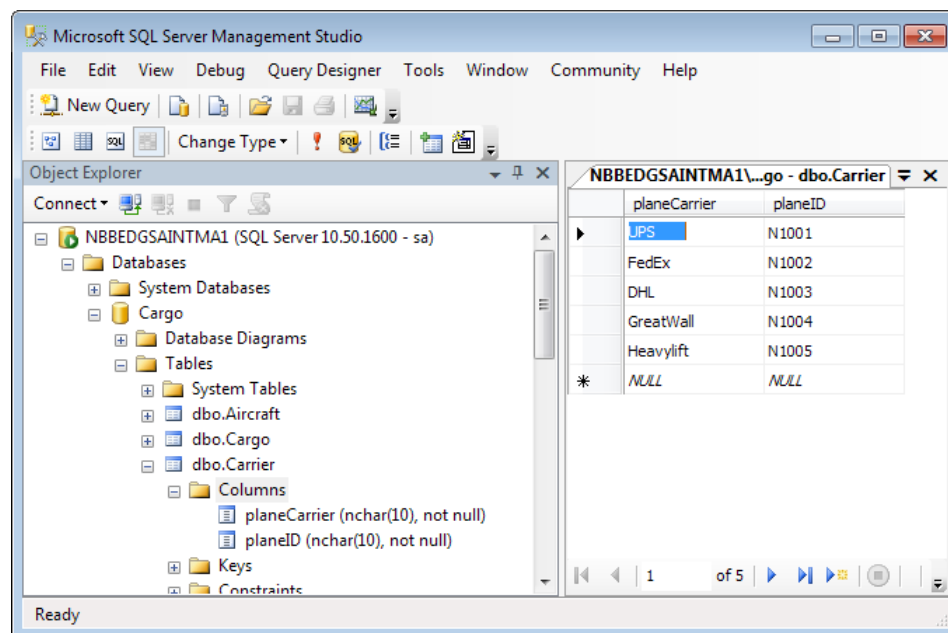 Microsoft SQL Server Management Studio
File Edit View Debug Query Designer Tools Window Community Help
New Query
Change Type
Object Explorer
NBBEDGSAINTMA1\...go - dbo.Carrier
Connect
NBBEDGSAINTMA1 (SQL Server 10.50.1600 - sa)
Databases
System Databases
Cargo
Database Diagrams
Tables
System Tables
dbo.Aircraft
dbo.Cargo
dbo.Carrier
Columns
planeCarrier (nchar(10), not null)
planeID (nchar(10), not null)
Keys
Constraints
planeCarrier planeID
UPS N1001
FedEx N1002
DHL N1003
GreatWall N1004
Heavylift N1005
NULL NULL
1 of 5
Ready